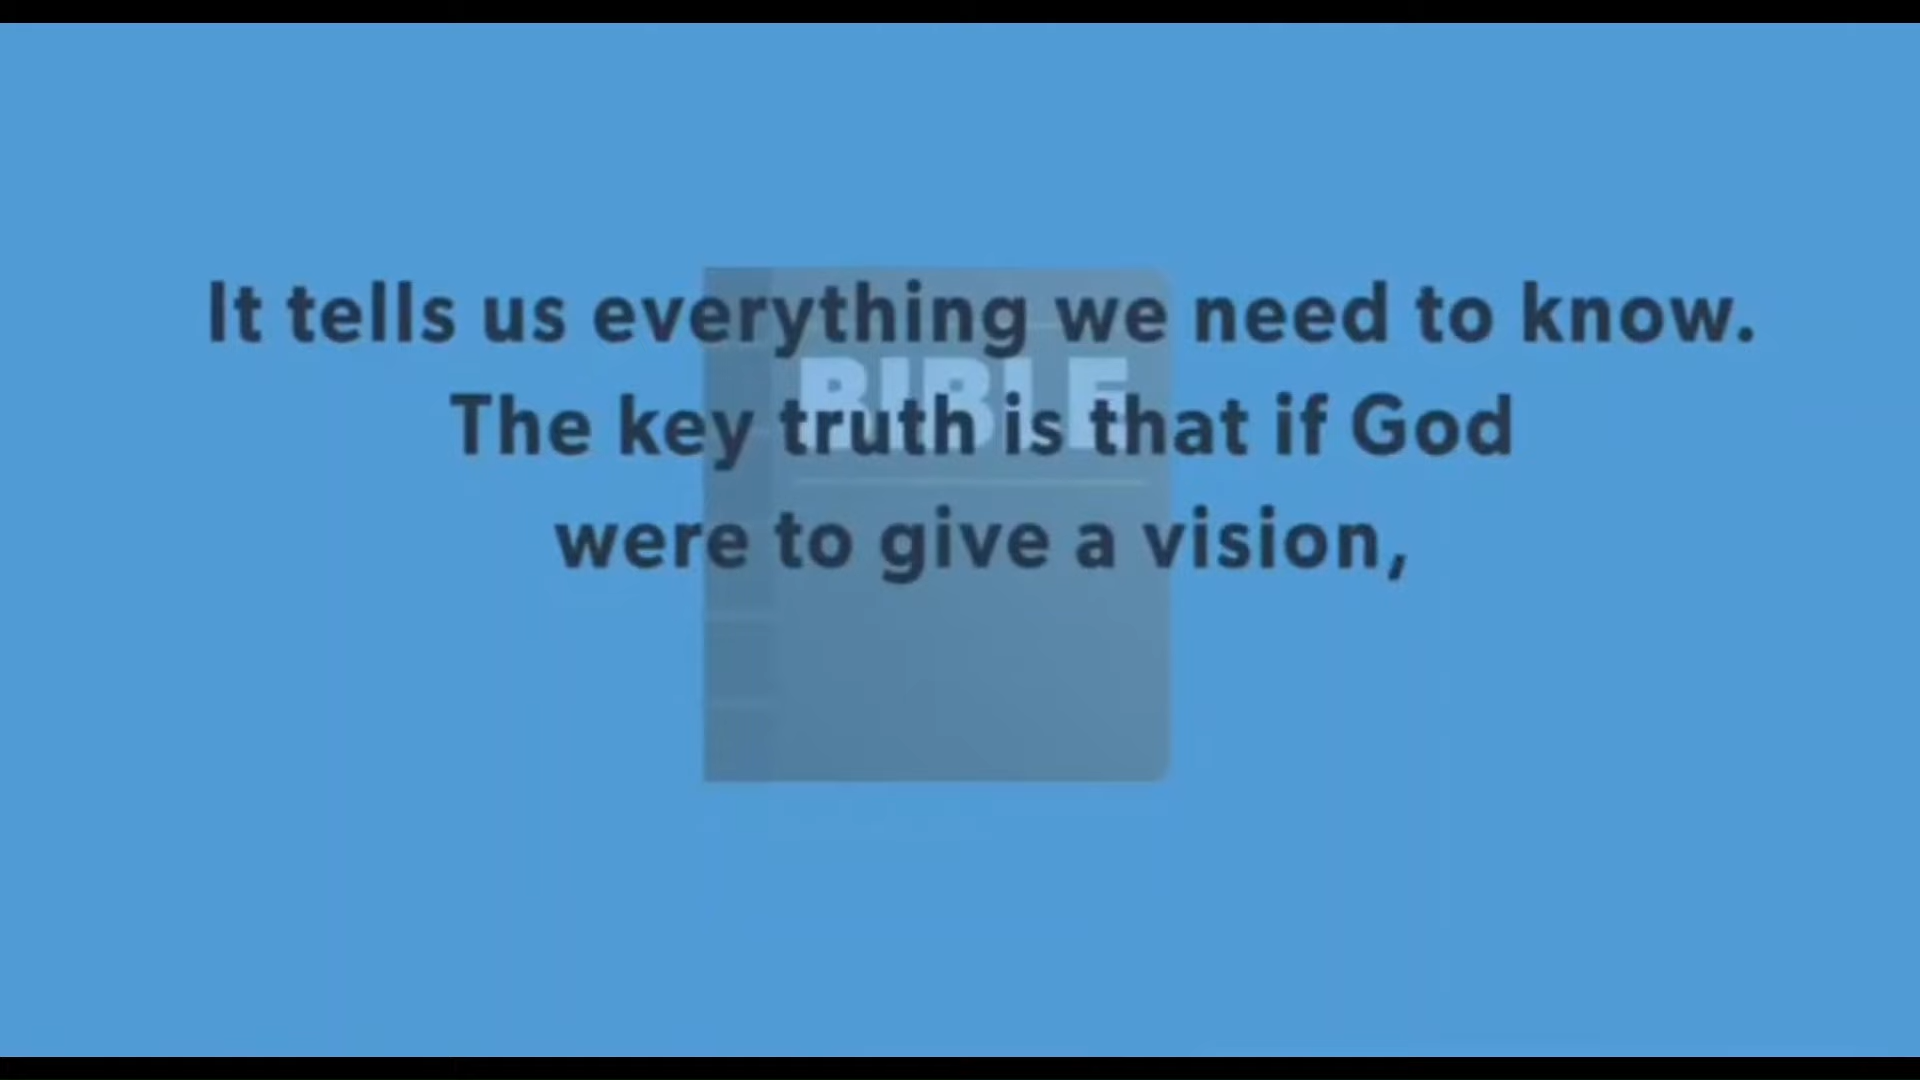 It tells us everything we need to know.
BIBLE
The key truth is that if God
were to give a vision,